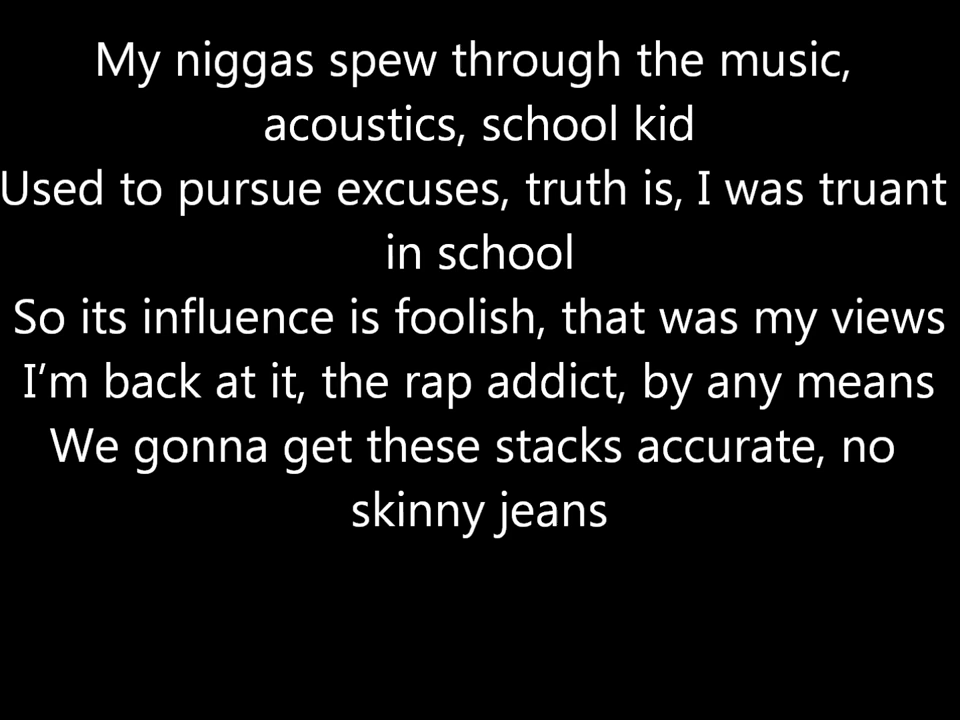 My niggas spew through the music,
acoustics, school kid
Used to pursue excuses, truth is, I was truant
in school
So its influence is foolish, that was my views
I'm back at it, the rap addict, by any means
We gonna get these stacks accurate, no
skinny jeans